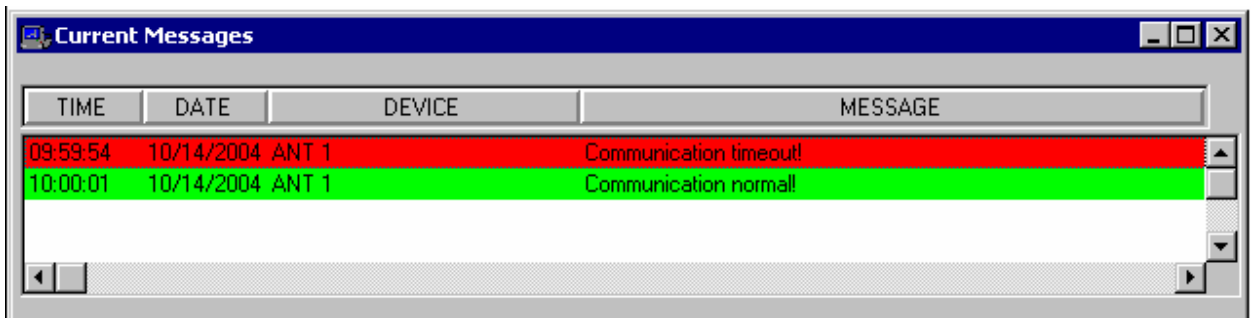 Current Messages
TIME DATE DEVICE MESSAGE
09:59:54 10/14/2004 ANT 1 Communication timeout!
10:00:01 10/14/2004 ANT 1 Communication normal!